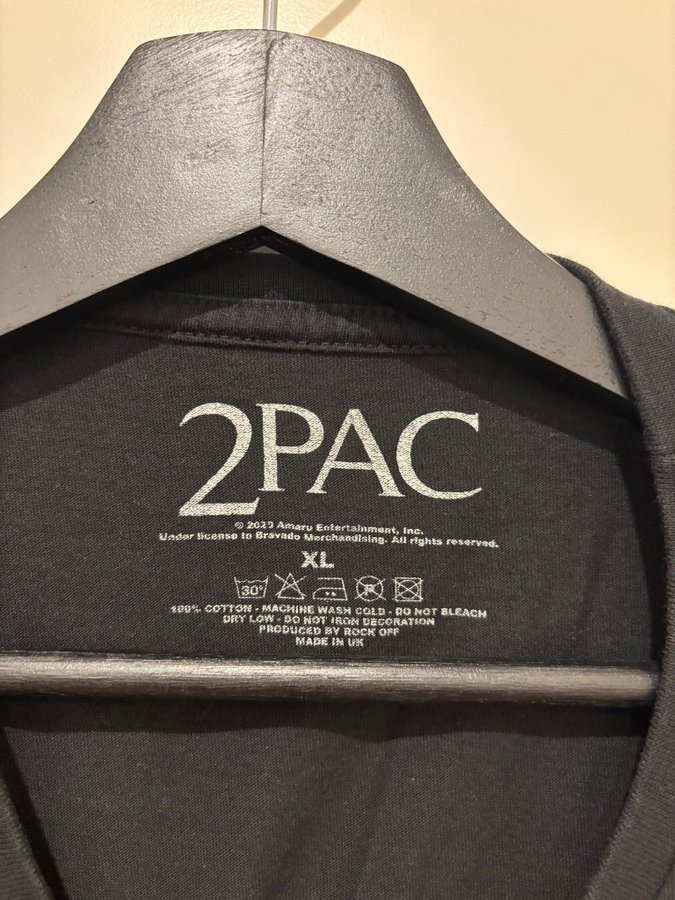 2PAC
© 2023 Amaru Entertainment, Inc.
Under license to Bravado Merchandising. All rights reserved.
XL
30°
100% COTTON - MACHINE WASH COLD - DO NOT BLEACH
DRY LOW - DO NOT IRON DECORATION
PRODUCED BY ROCK OFF
MADE IN UK